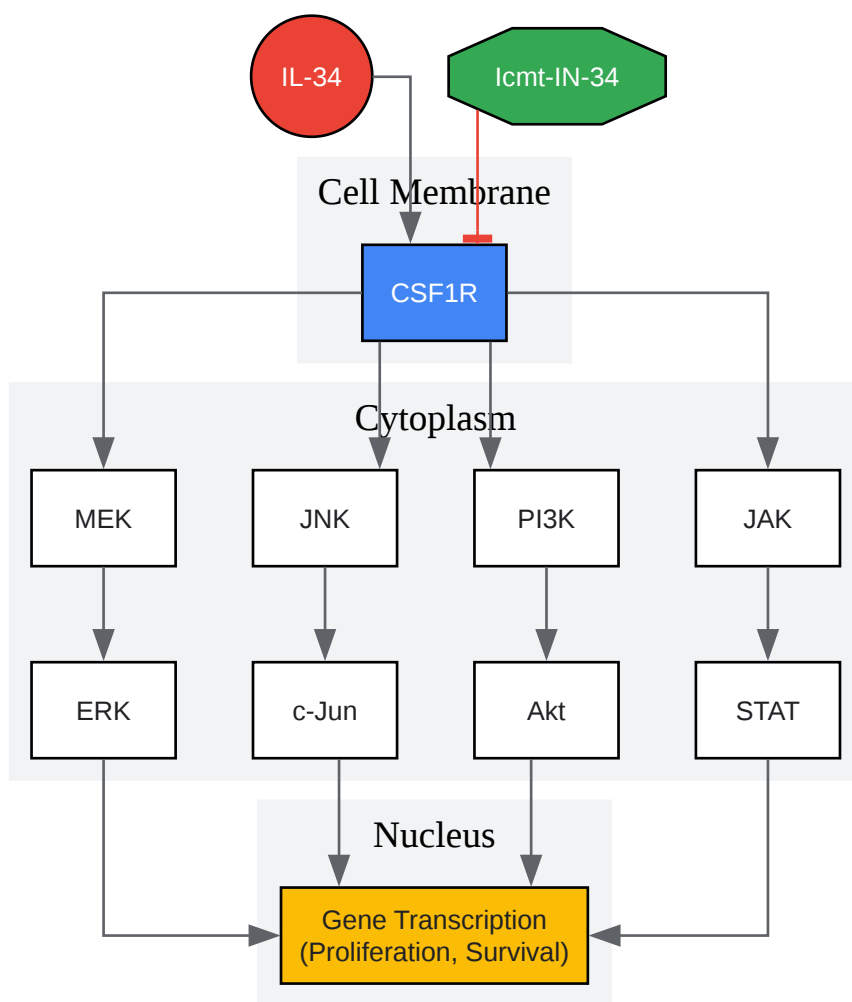 IL-34
Icmt-IN-34
Cell Membrane
CSF1R
Cytoplasm
MEK
JNK
PI3K
JAK
ERK
c-Jun
Akt
STAT
Nucleus
Gene Transcription
(Proliferation, Survival)